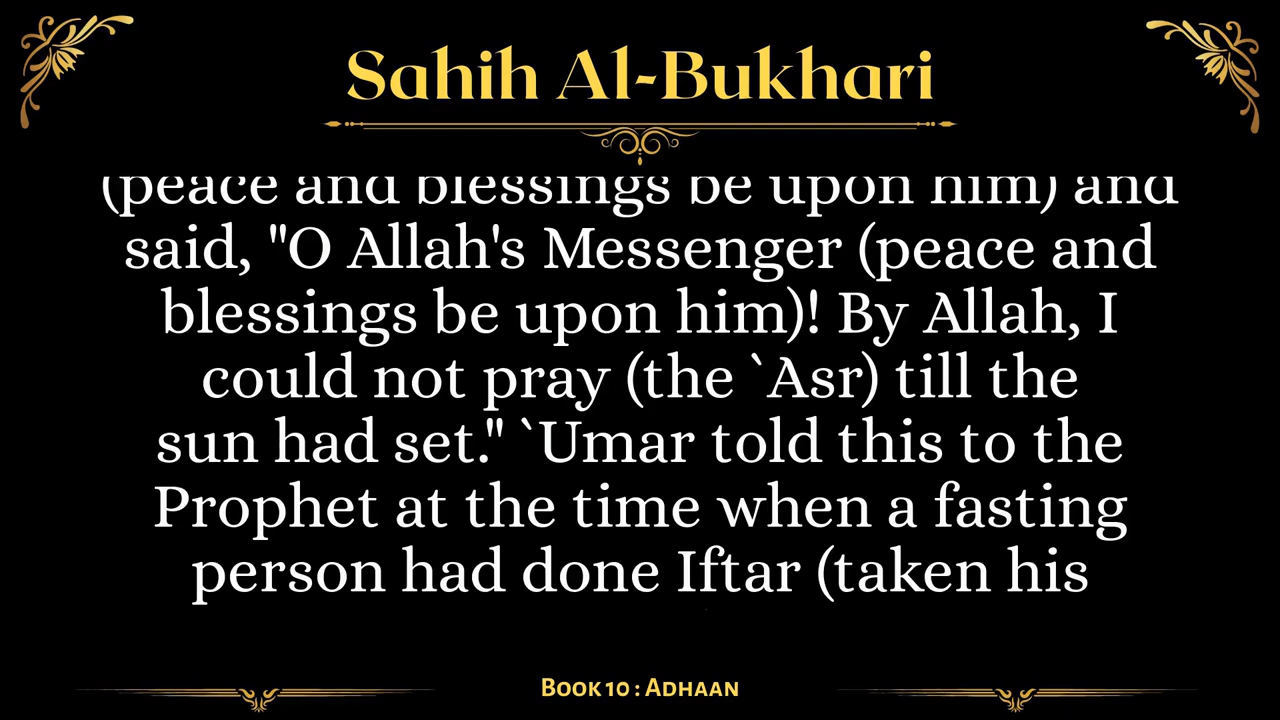 Sahih Al-Bukhari
(peace and blessings be upon him) and
said, "O Allah's Messenger (peace and
blessings be upon him)! By Allah, I
could not pray (the `Asr) till the
sun had set." `Umar told this to the
Prophet at the time when a fasting
person had done Iftar (taken his
Book 10 : Adhaan